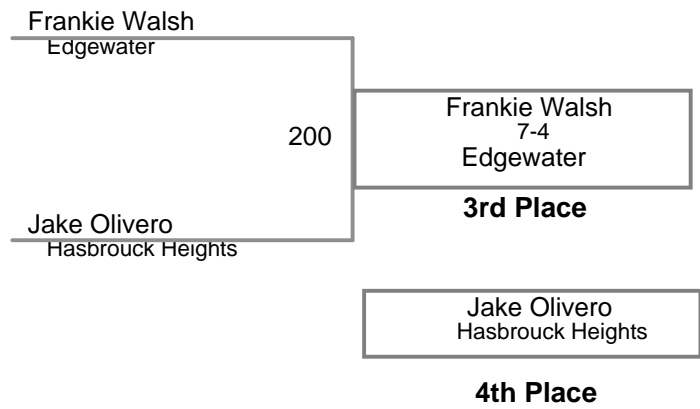 Frankie Walsh
Edgewater
200
Frankie Walsh
7-4
Edgewater
3rd Place
Jake Olivero
Hasbrouck Heights
Jake Olivero
Hasbrouck Heights
4th Place